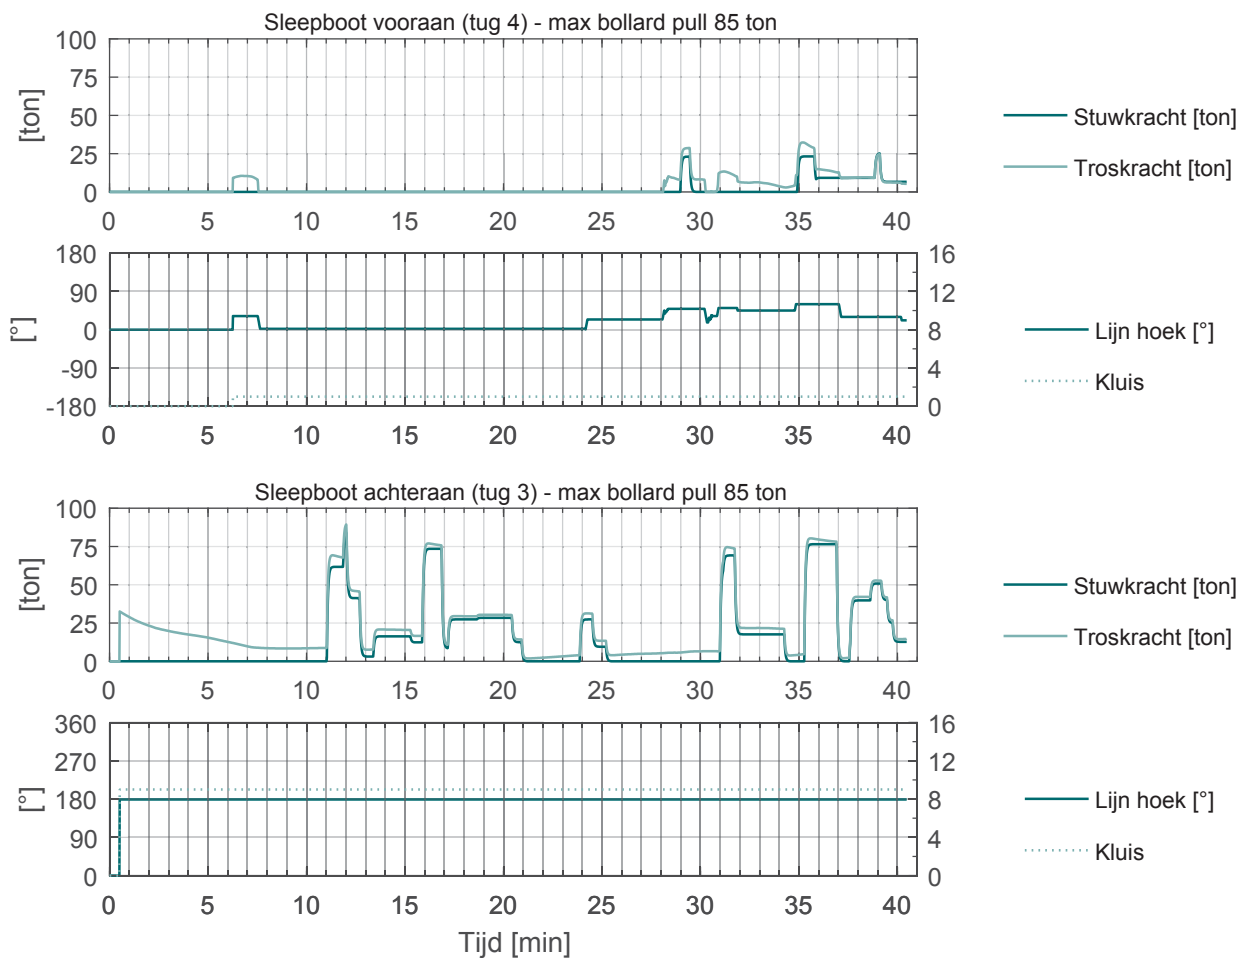 Sleepboot vooraan (tug 4) - max bollard pull 85 ton
100
75
50
25
0
[ton]
0 5 10 15 20 25 30 35 40
Stuwkracht [ton]
Troskracht [ton]
180
90
0
-90
-180
[°]
16
12
8
4
0
0 5 10 15 20 25 30 35 40
Lijn hoek [°]
Kluis
Sleepboot achteraan (tug 3) - max bollard pull 85 ton
100
75
50
25
0
[ton]
0 5 10 15 20 25 30 35 40
Stuwkracht [ton]
Troskracht [ton]
360
270
180
90
0
[°]
16
12
8
4
0
0 5 10 15 20 25 30 35 40
Tijd [min]
Lijn hoek [°]
Kluis